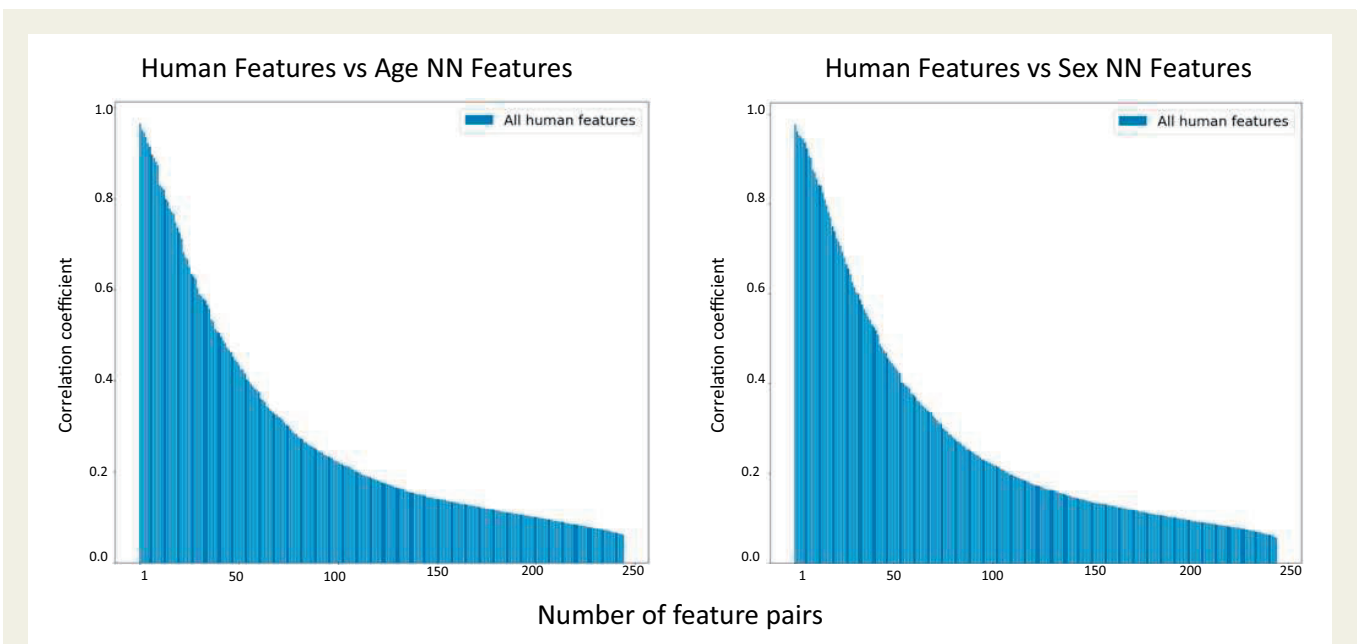 Human Features vs Age NN Features
1.0
All human features
0.8
0.6
0.4
0.2
0.0
Correlation coefficient
1 50 100 150 200 250
Human Features vs Sex NN Features
1.0
All human features
0.8
0.6
0.4
0.2
0.0
Correlation coefficient
1 50 100 150 200 250
Number of feature pairs